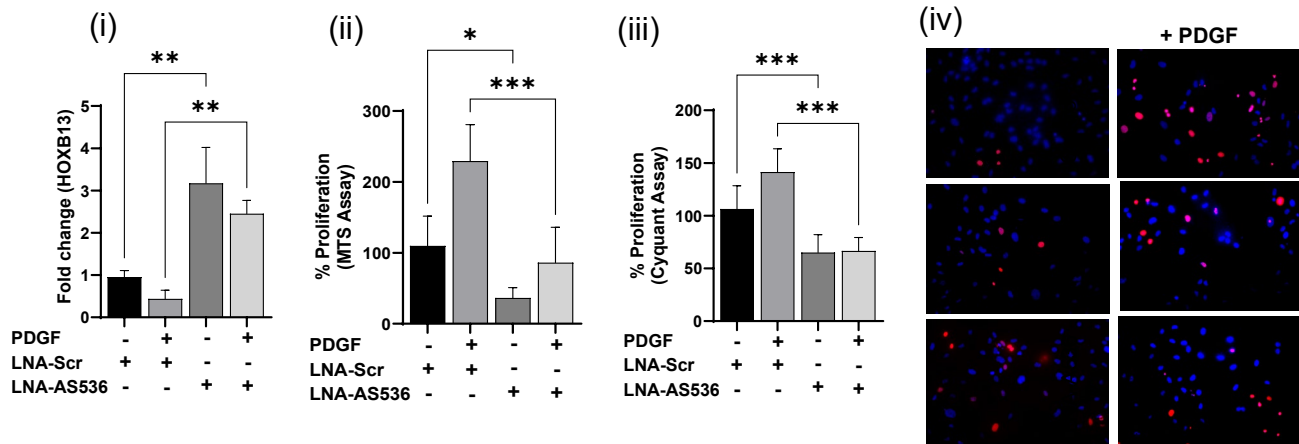 (i)
** 
**
Fold change (HOXB13)
5
4
3
2
1
0
PDGF - + - +
LNA-Scr + + - -
LNA-AS536 - - + +
(ii)
*
***
% Proliferation
(MTS Assay)
300
200
100
0
PDGF - + - +
LNA-Scr + + - -
LNA-AS536 - - + +
(iii)
***
***
% Proliferation
(Cyquant Assay)
200
150
100
50
0
PDGF - + - +
LNA-Scr + + - -
LNA-AS536 - - + +
(iv)
+ PDGF